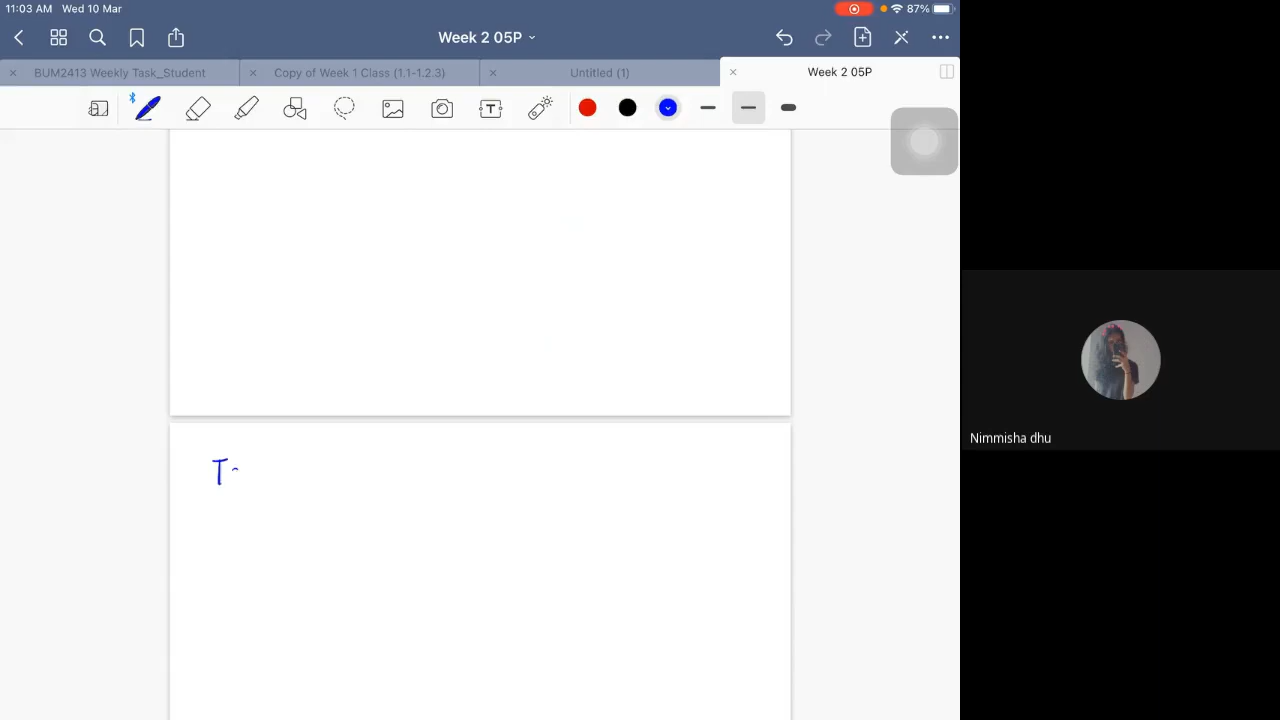 11:03 AM Wed 10 Mar
87%
Week 2 05P
BUM2413 Weekly Task_Student
Copy of Week 1 Class (1.1-1.2.3)
Untitled (1)
Week 2 05P
T
T
Nimmisha dhu